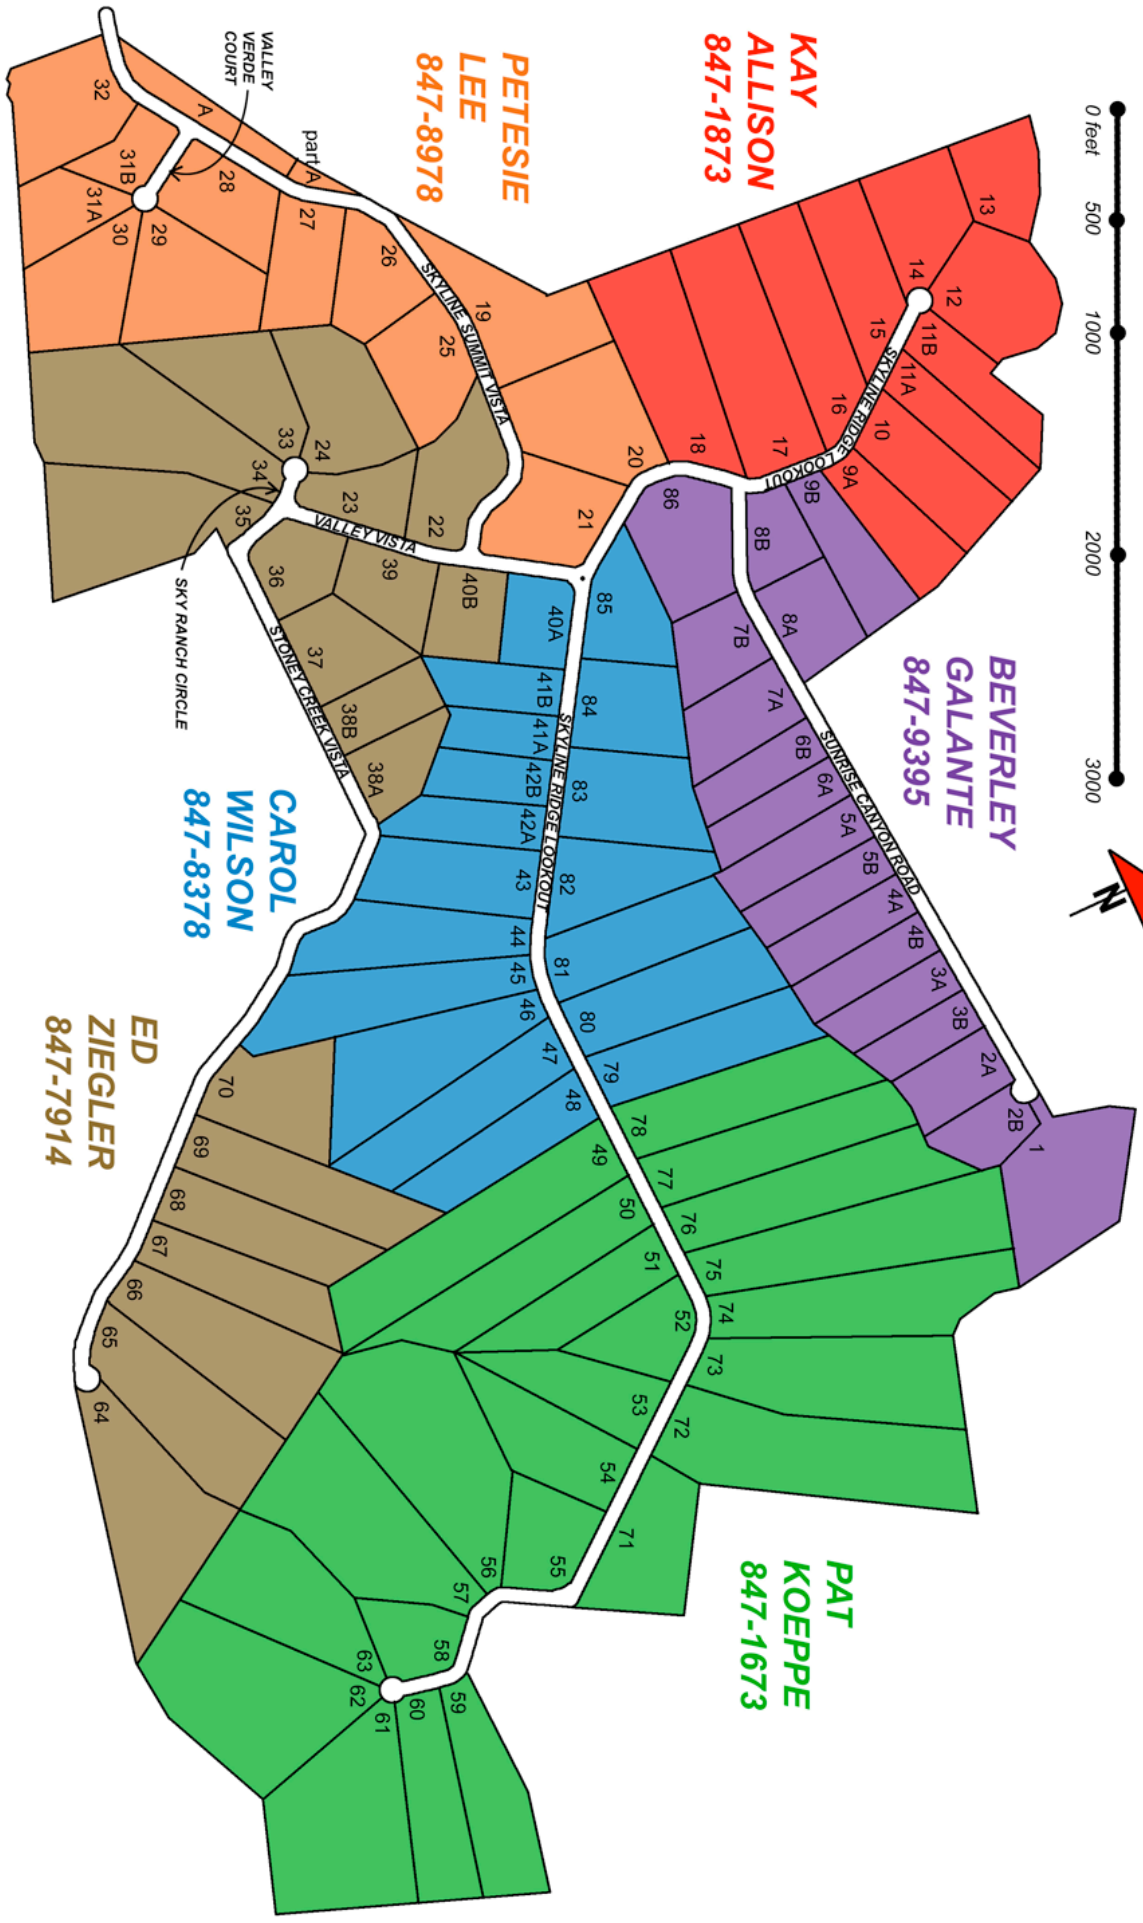 KAY
ALLISON
847-1873
PETESIE
LEE
847-8978
BEVERLEY
GALANTE
847-9395
CAROL
WILSON
847-8378
ED
ZIEGLER
847-7914
PAT
KOEPPE
847-1673
0 feet
500
1000
2000
3000
N
VALLEY
VERDE
COURT
SKY RANCH CIRCLE
SKYLINE SUMMIT VISTA
VALLEY VISTA
STONEY CREEK VISTA
SKYLINE RIDGE LOOKOUT
SKYLINE RIDGE LOOKOUT
SUNRISE CANYON ROAD
A
part A
1
2B
2A
3B
3A
4B
4A
5B
5A
6A
6B
7A
7B
8A
8B
9B
9A
10
11A
11B
12
13
14
15
16
17
18
19
20
21
22
23
24
25
26
27
28
29
30
31A
31B
32
33
34
35
36
37
38B
38A
39
40B
40A
41B
41A
42B
42A
43
44
45
46
47
48
49
50
51
52
53
54
55
56
57
58
59
60
61
62
63
64
65
66
67
68
69
70
71
72
73
74
75
76
77
78
79
80
81
82
83
84
85
86